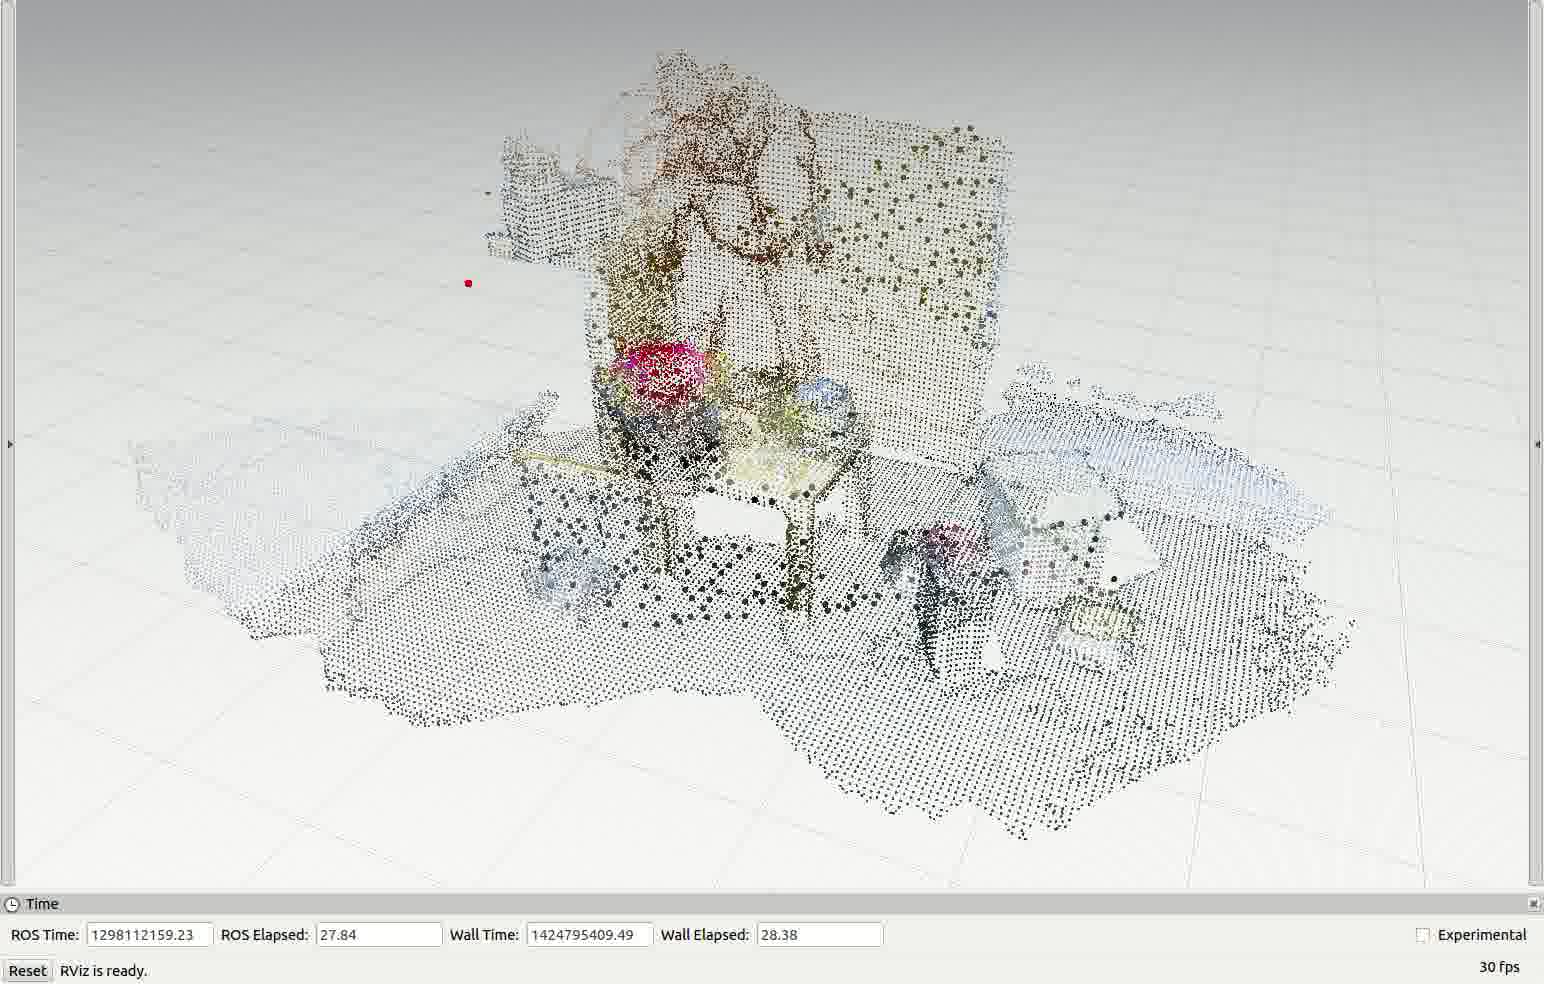 Time
ROS Time: 1298112159.23 ROS Elapsed: 27.84 Wall Time: 1424795409.49 Wall Elapsed: 28.38 Experimental
Reset RViz is ready. 30 fps